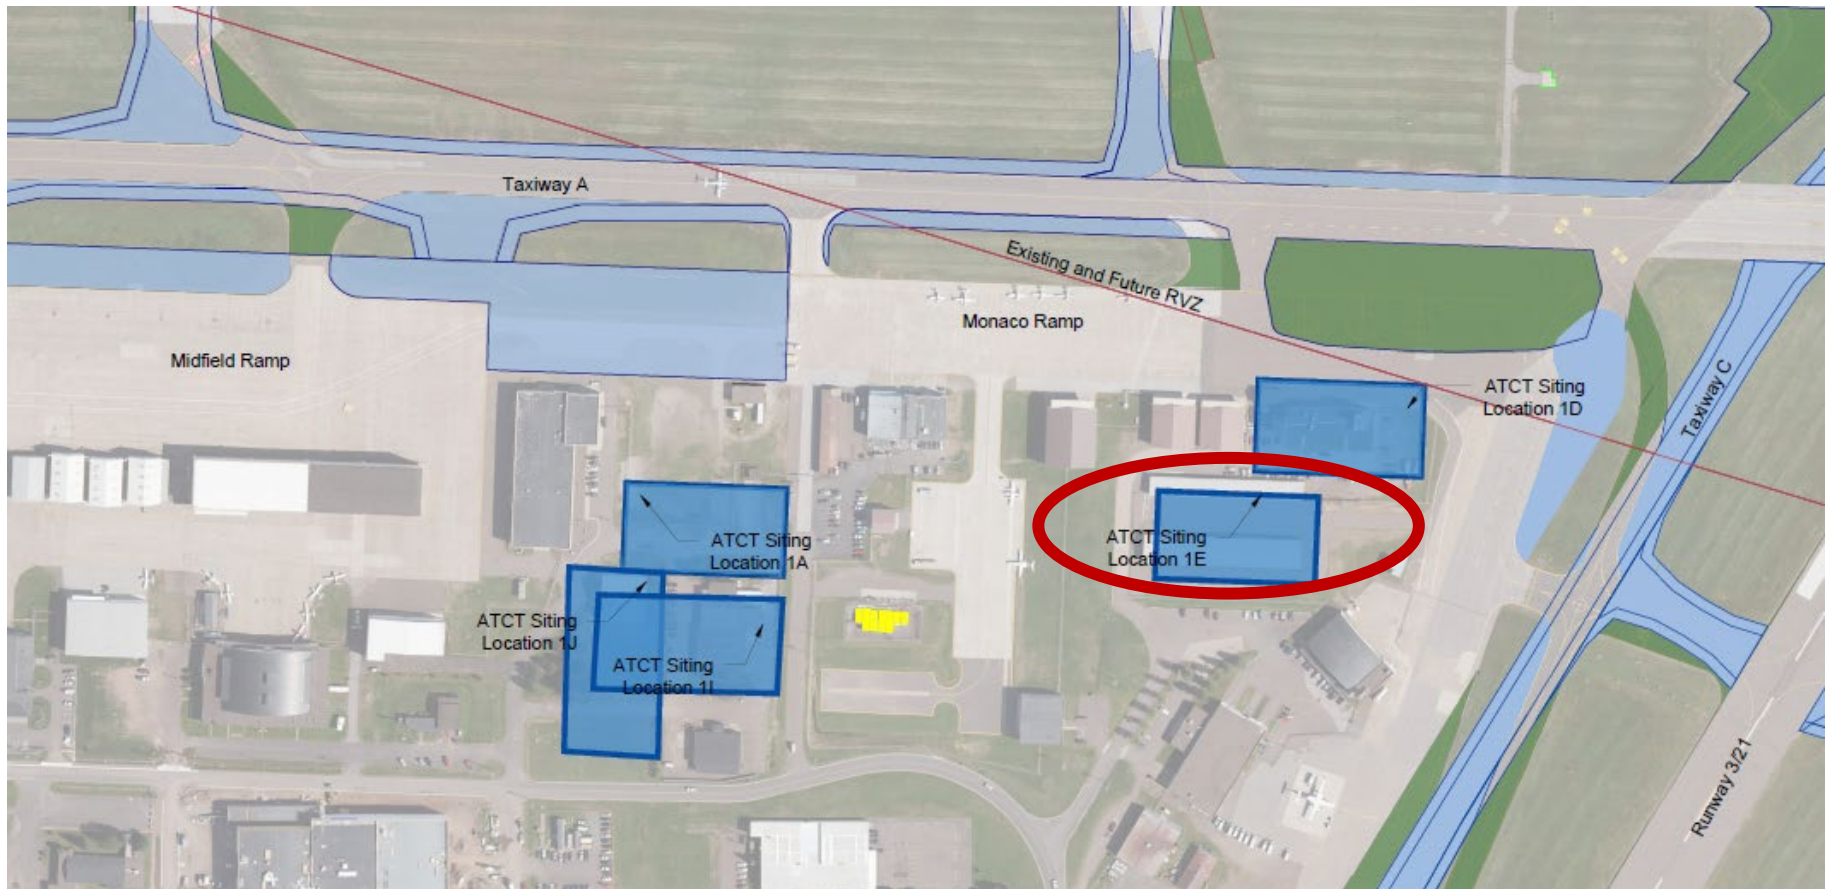 Taxiway A
Existing and Future RVZ
Monaco Ramp
Midfield Ramp
ATCT Siting
Location 1D
Taxiway C
ATCT Siting
Location 1A
ATCT Siting
Location 1E
ATCT Siting
Location 1J
ATCT Siting
Location 1I
Runway 3/21